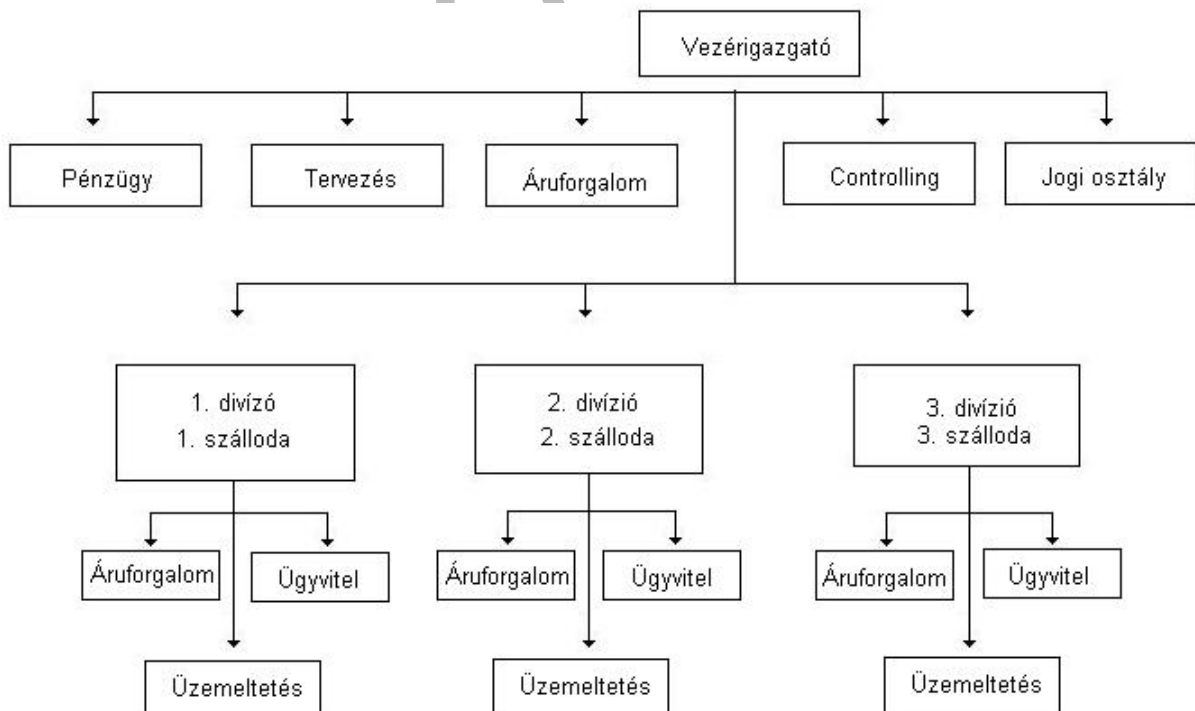 Vezérigazgató
Pénzügy
Tervezés
Áruforgalom
Controlling
Jogi osztály
1. divízó
1. szálloda
2. divízió
2. szálloda
3. divízió
3. szálloda
Áruforgalom
Ügyvitel
Áruforgalom
Ügyvitel
Áruforgalom
Ügyvitel
Üzemeltetés
Üzemeltetés
Üzemeltetés